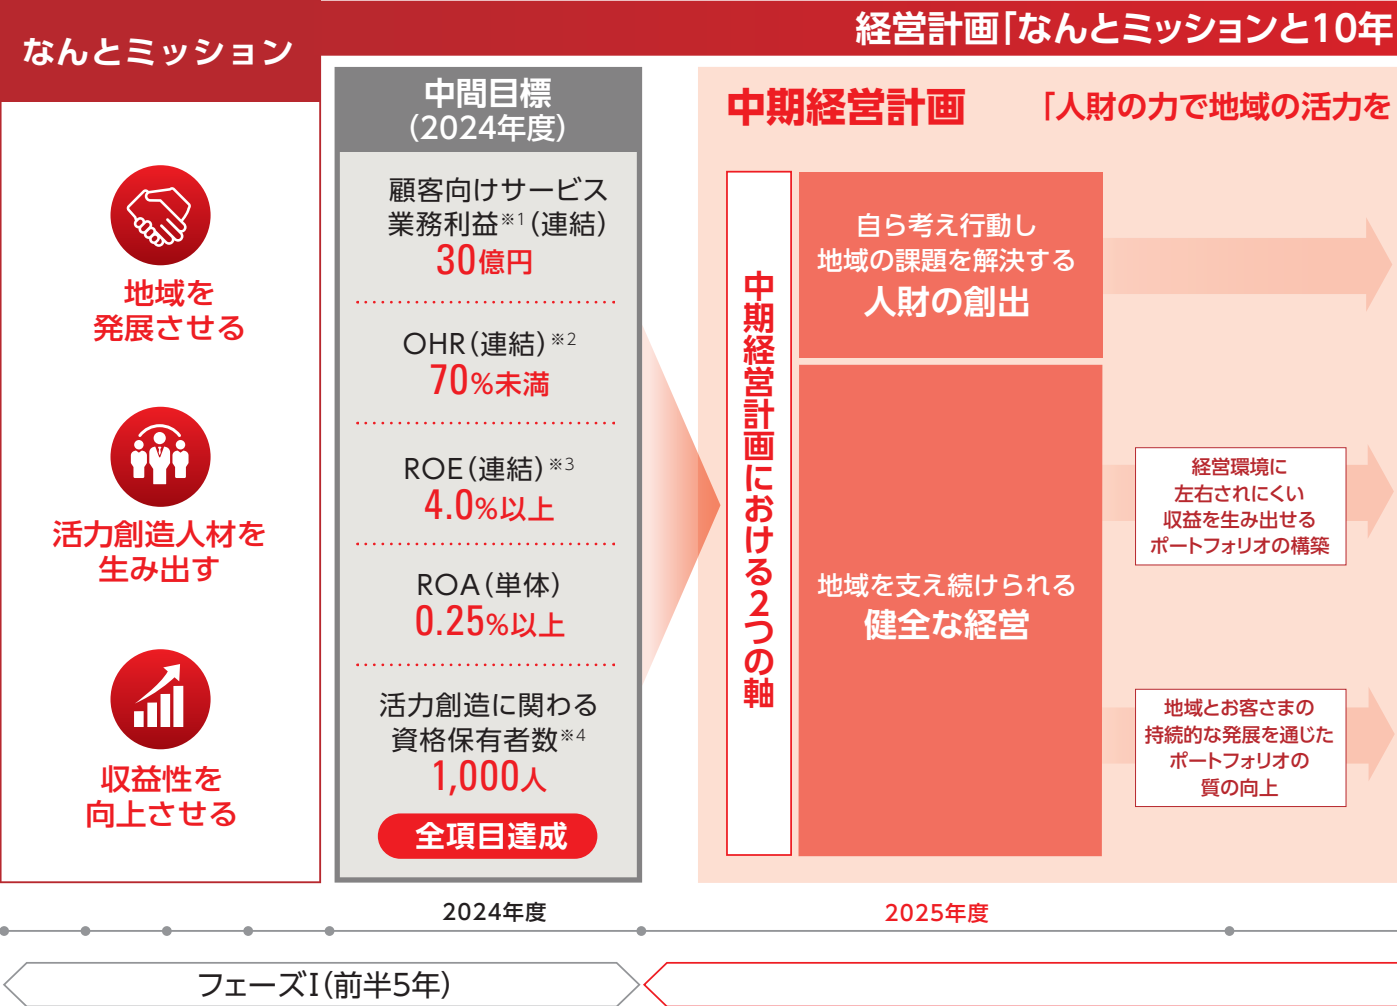 なんとミッション
経営計画「なんとミッションと10年
地域を
発展させる
活力創造人材を
生み出す
収益性を
向上させる
中間目標
(2024年度)
顧客向けサービス
業務利益※1(連結)
30億円
OHR(連結)※2
70%未満
ROE(連結)※3
4.0%以上
ROA(単体)
0.25%以上
活力創造に関わる
資格保有者数※4
1,000人
全項目達成
中期経営計画 「人財の力で地域の活力を
中期経営計画における2つの軸
自ら考え行動し
地域の課題を解決する
人財の創出
地域を支え続けられる
健全な経営
経営環境に
左右されにくい
収益を生み出せる
ポートフォリオの構築
地域とお客さまの
持続的な発展を通じた
ポートフォリオの
質の向上
2024年度
2025年度
フェーズⅠ(前半5年)